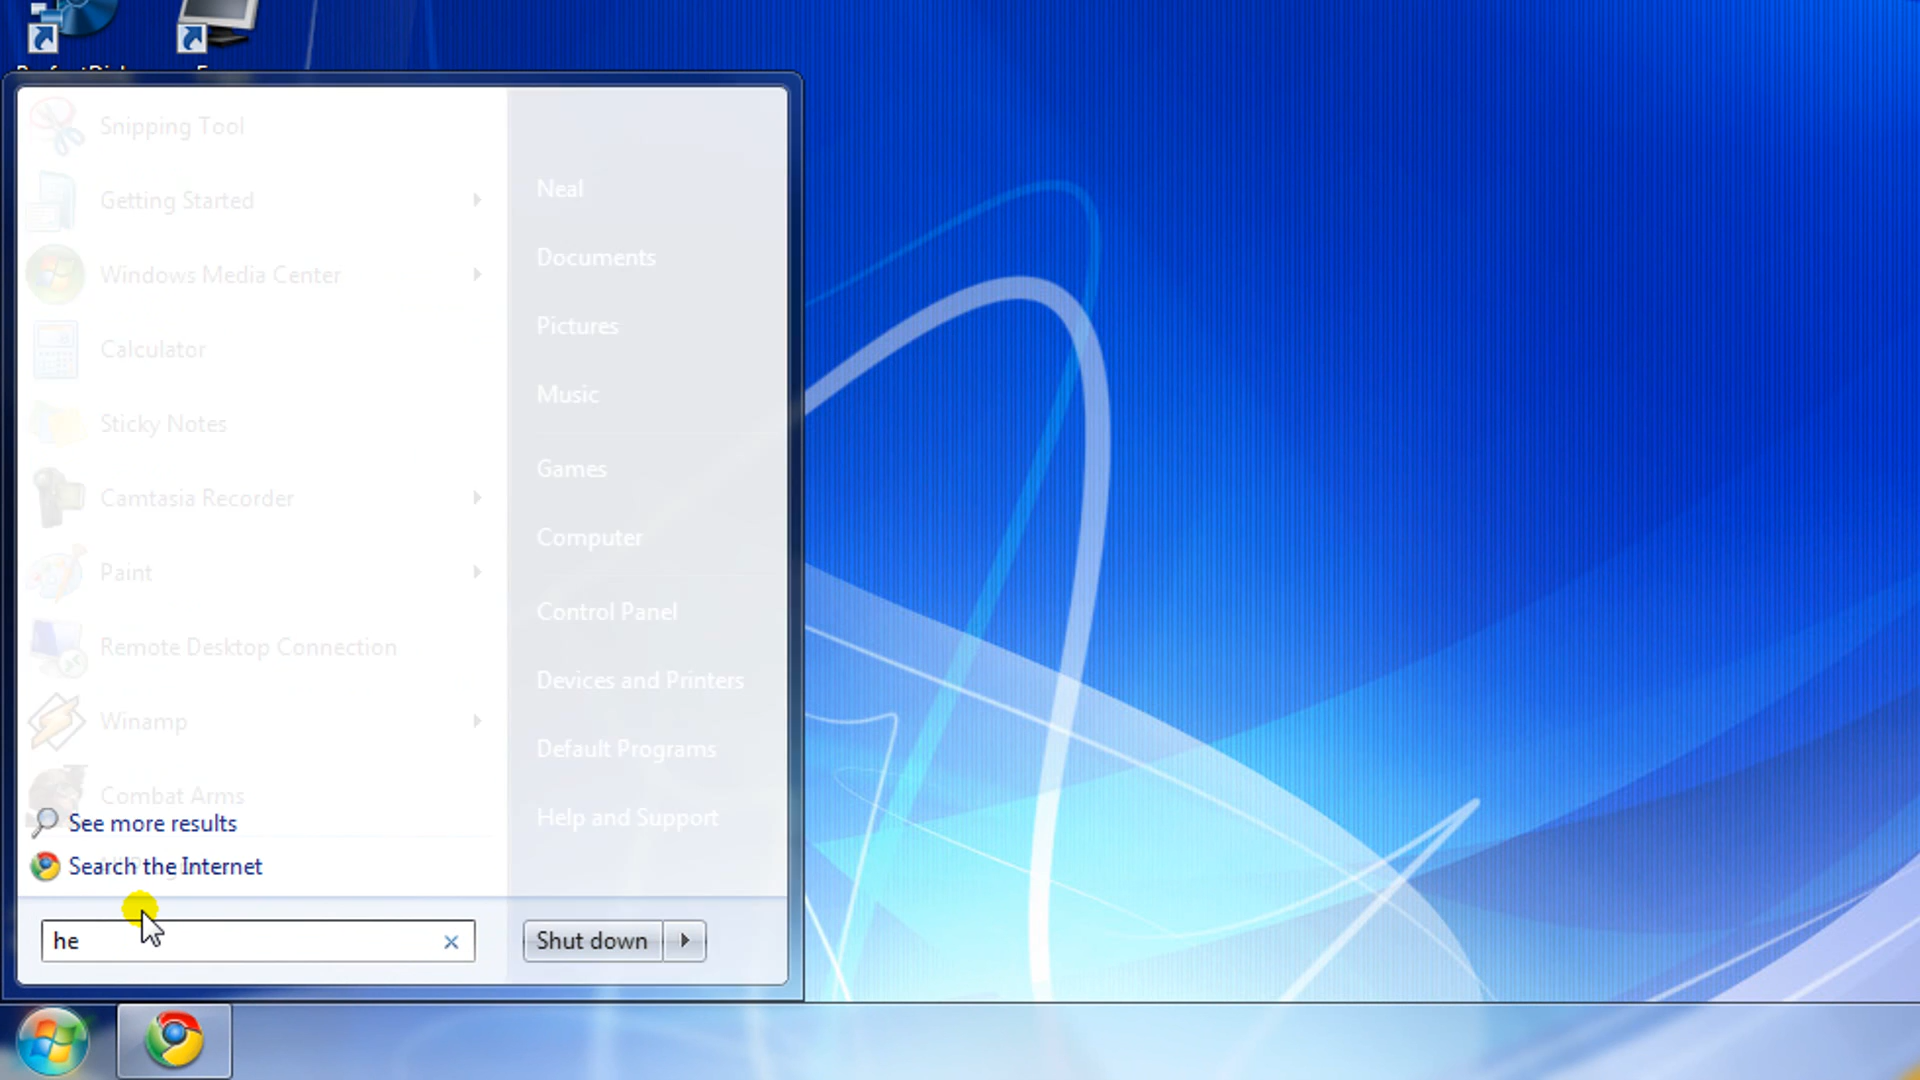 Snipping Tool
Getting Started
Windows Media Center
Calculator
Sticky Notes
Camtasia Recorder
Paint
Remote Desktop Connection
Winamp
Combat Arms
See more results
Search the Internet
he
Neal
Documents
Pictures
Music
Games
Computer
Control Panel
Devices and Printers
Default Programs
Help and Support
Shut down